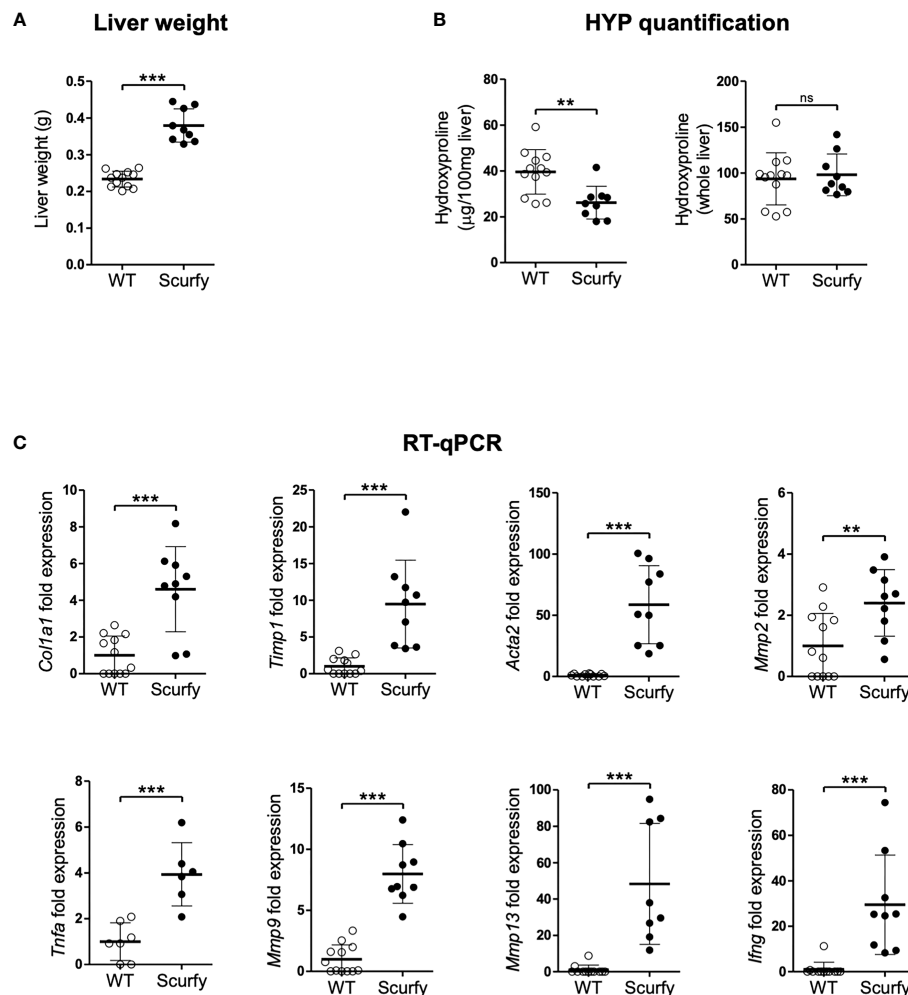 A Liver weight
B HYP quantification
Liver weight (g)
0.5
0.4
0.3
0.2
0.1
0.0
***
WT Scurfy
Hydroxyproline
(µg/100mg liver)
80
60
40
20
0
**
WT Scurfy
Hydroxyproline
(whole liver)
200
150
100
50
0
ns
WT Scurfy
C RT-qPCR
Col1a1 fold expression
10
8
6
4
2
0
***
WT Scurfy
Timp1 fold expression
25
20
15
10
5
0
***
WT Scurfy
Acta2 fold expression
150
100
50
0
***
WT Scurfy
Mmp2 fold expression
6
4
2
0
**
WT Scurfy
Tnfa fold expression
8
6
4
2
0
***
WT Scurfy
Mmp9 fold expression
15
10
5
0
***
WT Scurfy
Mmp13 fold expression
100
80
60
40
20
0
***
WT Scurfy
Ifng fold expression
80
60
40
20
0
***
WT Scurfy